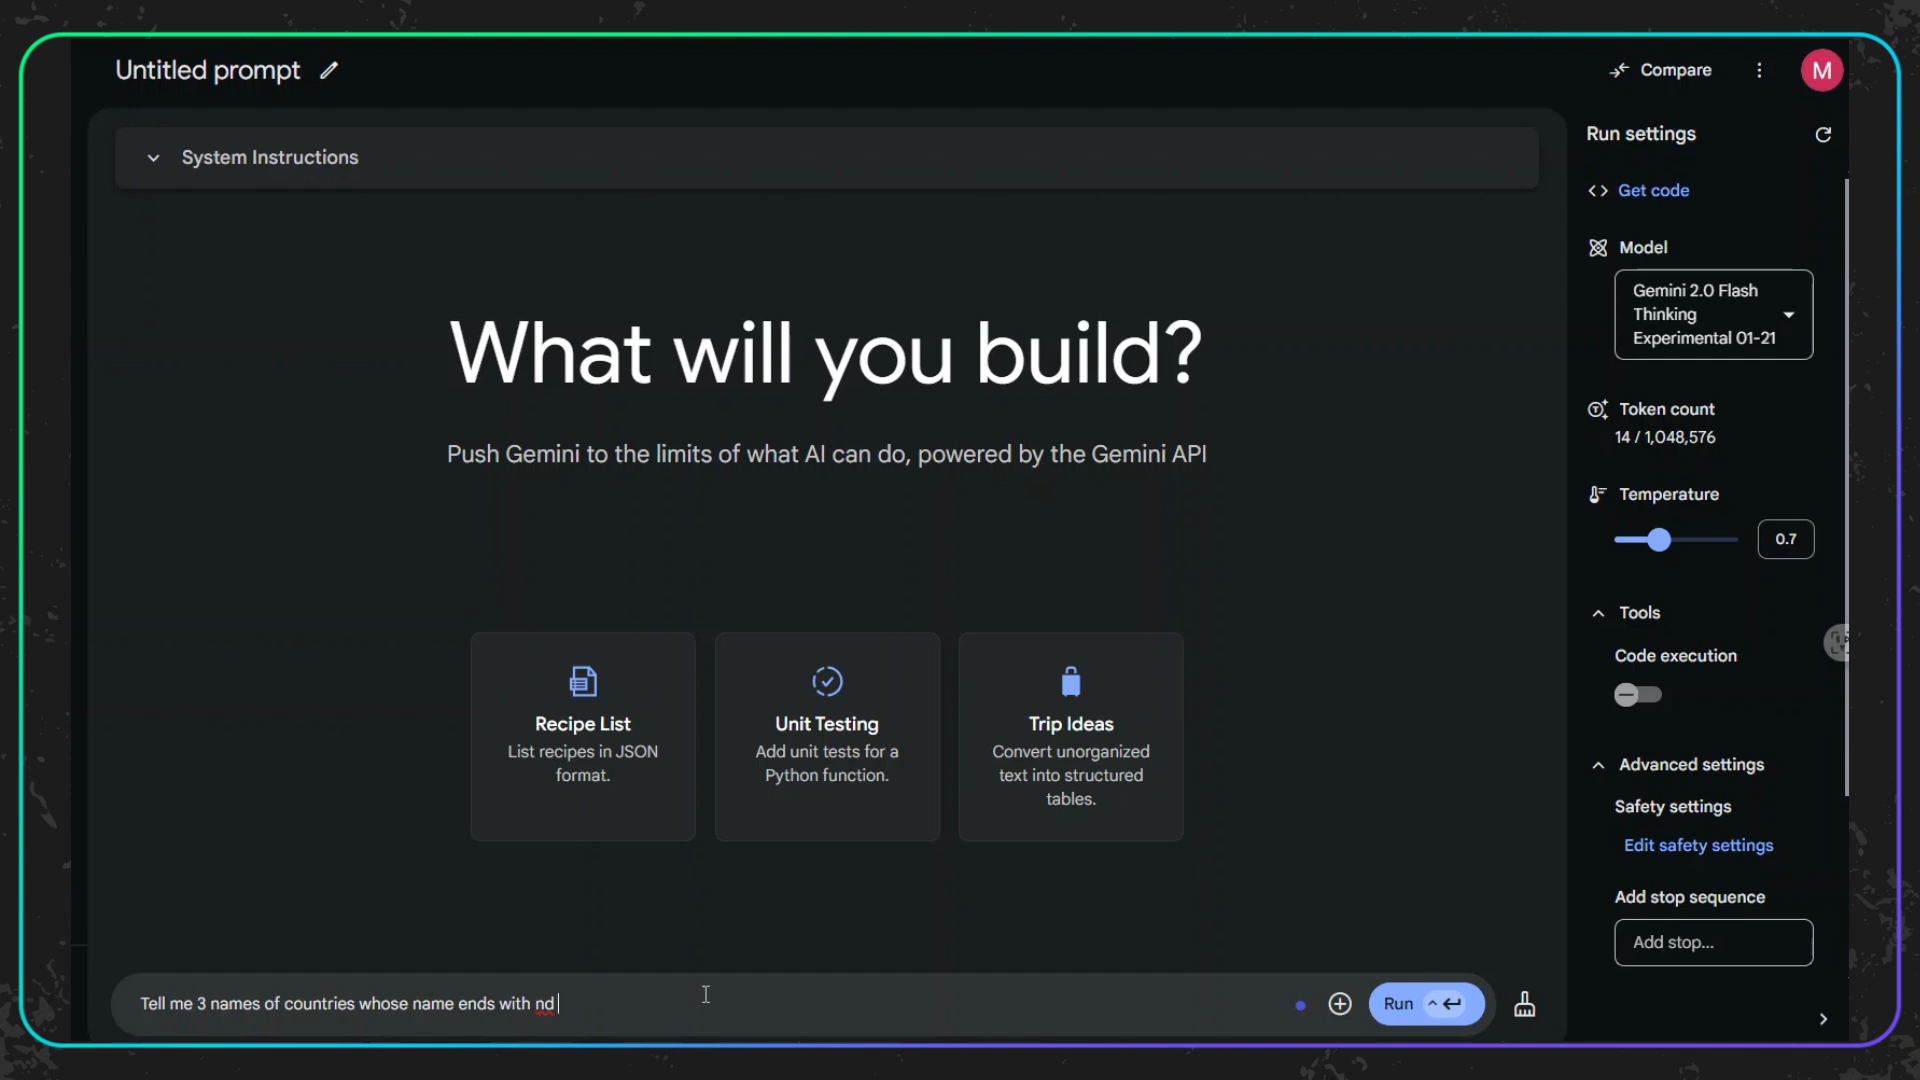 Untitled prompt
Compare
M
System Instructions
Run settings
Get code
Model
Gemini 2.0 Flash
Thinking
Experimental 01-21
What will you build?
Push Gemini to the limits of what AI can do, powered by the Gemini API
Token count
14 / 1,048,576
Temperature
0.7
Tools
Code execution
Recipe List
List recipes in JSON
format.
Unit Testing
Add unit tests for a
Python function.
Trip Ideas
Convert unorganized
text into structured
tables.
Advanced settings
Safety settings
Edit safety settings
Add stop sequence
Add stop...
Tell me 3 names of countries whose name ends with nd
Run